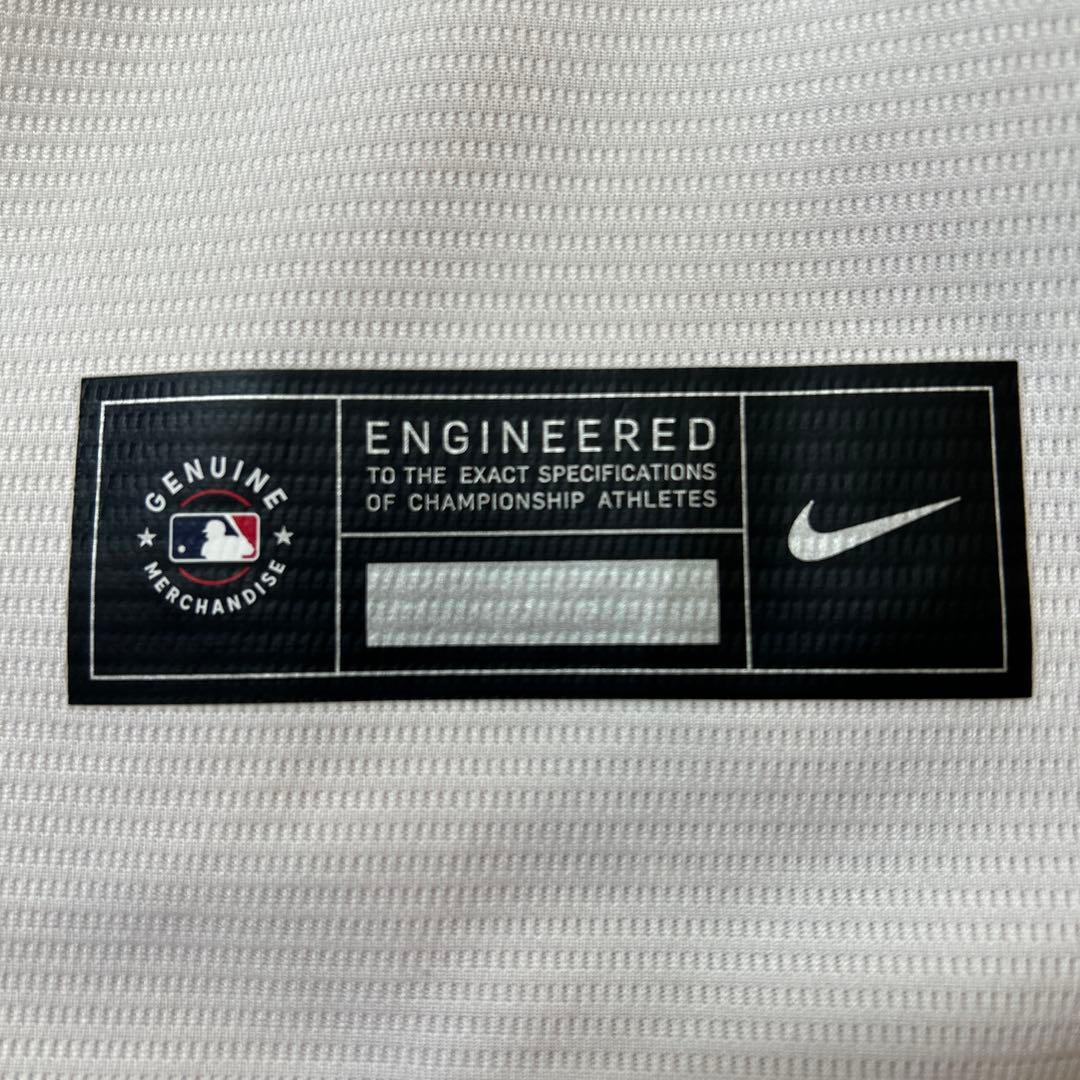 GENUINE
MERCHANDISE
ENGINEERED
TO THE EXACT SPECIFICATIONS
OF CHAMPIONSHIP ATHLETES